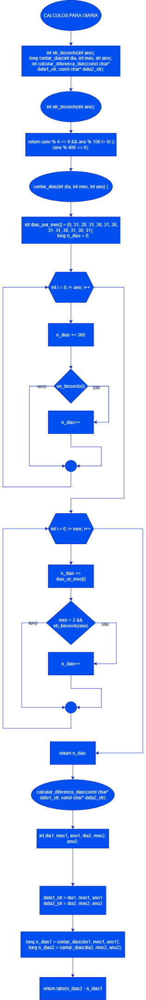 CALCULOS PARA DIARIA
int eh_bissexto(int ano);
long contar_dias(int dia, int mes, int ano);
int calcular_diferenca_dias(const char*
data1_str, const char* data2_str);
int eh_bissexto(int ano);
return (ano % 4 == 0 && ano % 100 != 0) ||
(ano % 400 == 0);
contar_dias(int dia, int mes, int ano) {
int dias_por_mes[] = {0, 31, 28, 31, 30, 31, 30,
31, 31, 30, 31, 30, 31};
long n_dias = 0;
int i = 0; i< ano; i++
n_dias += 365
en_bissexto(i)
NAO
SIM
n_dias++
int i = 0; i< mes; i++
n_dias +=
dias_or_mes[i]
mes > 2 &&
eh_bissexto(ano)
NAO
SIM
n_dias++
return n_dias
calcular_diferenca_dias(const char*
data1_str, const char* data2_str)
int dia1, mes1, ano1, dia2, mes2,
ano2;
data1_str = dia1, mes1, ano1
data2_str = dia2, mes2, ano2
long n_dias1 = contar_dias(dia1, mes1, ano1);
long n_dias2 = contar_dias(dia2, mes2, ano2);
return labs(n_dias2 - n_dias1